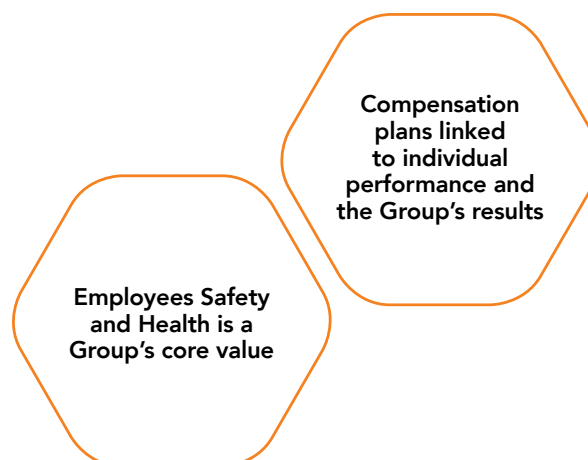 Compensation
plans linked
to individual
performance and
the Group's results
Employees Safety
and Health is a
Group's core value